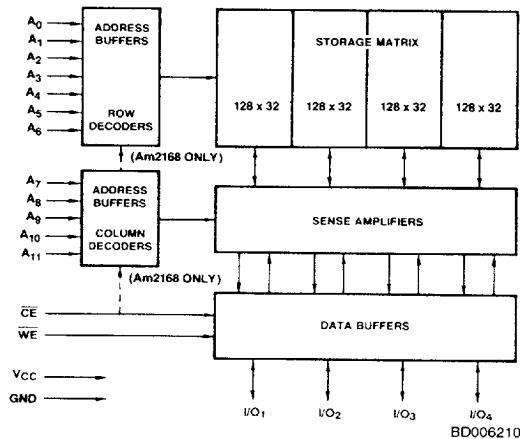 A0
A1
A2
A3
A4
A5
A6
ADDRESS
BUFFERS
ROW
DECODERS
STORAGE MATRIX
128 x 32
128 x 32
128 x 32
128 x 32
(Am2168 ONLY)
A7
A8
A9
A10
A11
ADDRESS
BUFFERS
COLUMN
DECODERS
SENSE AMPLIFIERS
(Am2168 ONLY)
CE
WE
DATA BUFFERS
VCC
GND
I/O1
I/O2
I/O3
I/O4
BD006210